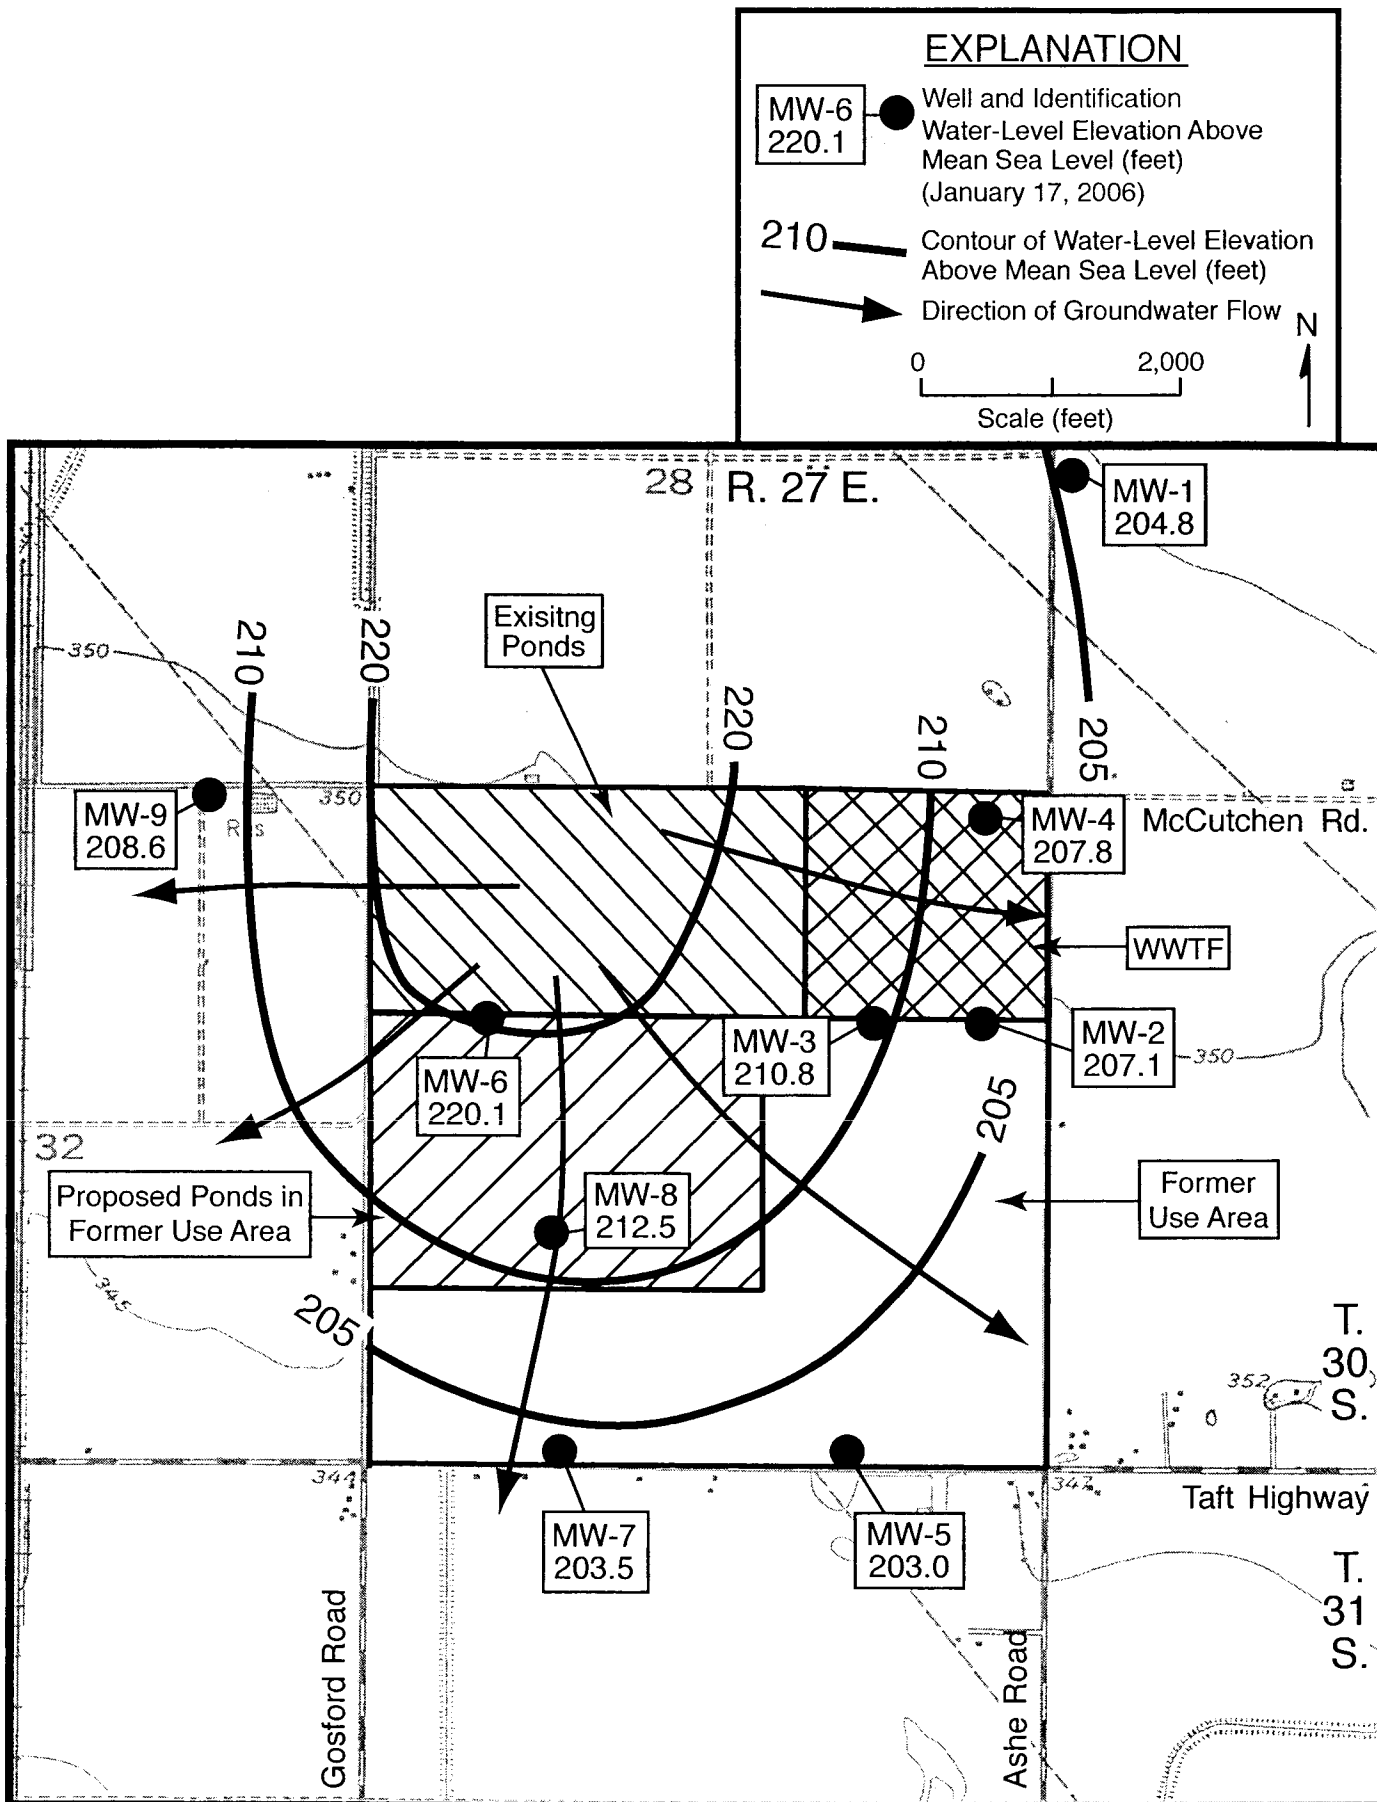 EXPLANATION
MW-6
220.1
Well and Identification
Water-Level Elevation Above
Mean Sea Level (feet)
(January 17, 2006)
210
Contour of Water-Level Elevation
Above Mean Sea Level (feet)
Direction of Groundwater Flow
N
0 2,000
Scale (feet)
28 R. 27 E.
MW-1
204.8
Exisitng
Ponds
210
220
350
220
210
205
MW-9
208.6
350
MW-4
207.8
McCutchen Rd.
WWTF
MW-3
210.8
MW-2
207.1
350
MW-6
220.1
205
32
Proposed Ponds in
Former Use Area
MW-8
212.5
Former
Use Area
345
205
T.
30
S.
352
344
347
Taft Highway
MW-7
203.5
MW-5
203.0
T.
31
S.
Gosford Road
Ashe Road